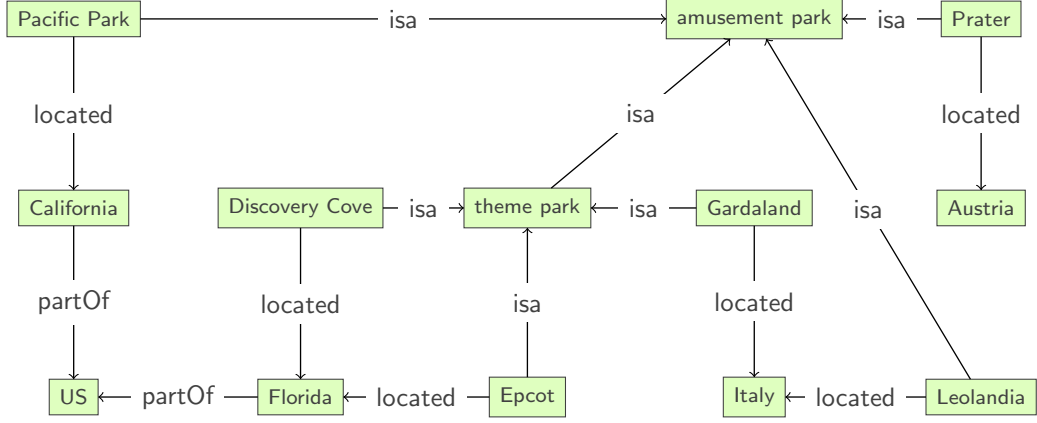 Pacific Park isa amusement park isa Prater
located isa located
California Discovery Cove isa theme park isa Gardaland isa Austria
partOf located isa located
US partOf Florida located Epcot Italy located Leolandia